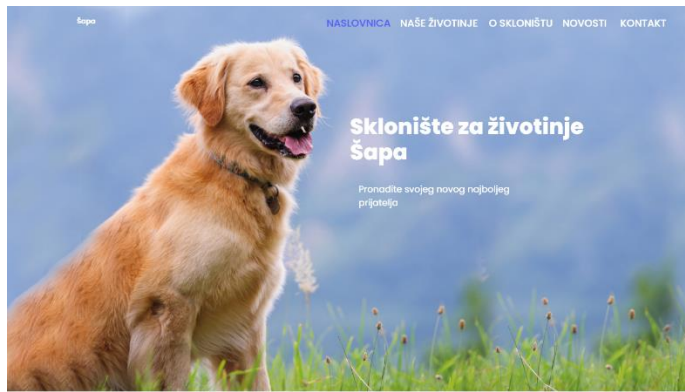 Šapa
NASLOVNICA NAŠE ŽIVOTINJE O SKLONIŠTU NOVOSTI KONTAKT
Sklonište za životinje
Šapa
Pronađite svojeg novog najboljeg
prijatelja